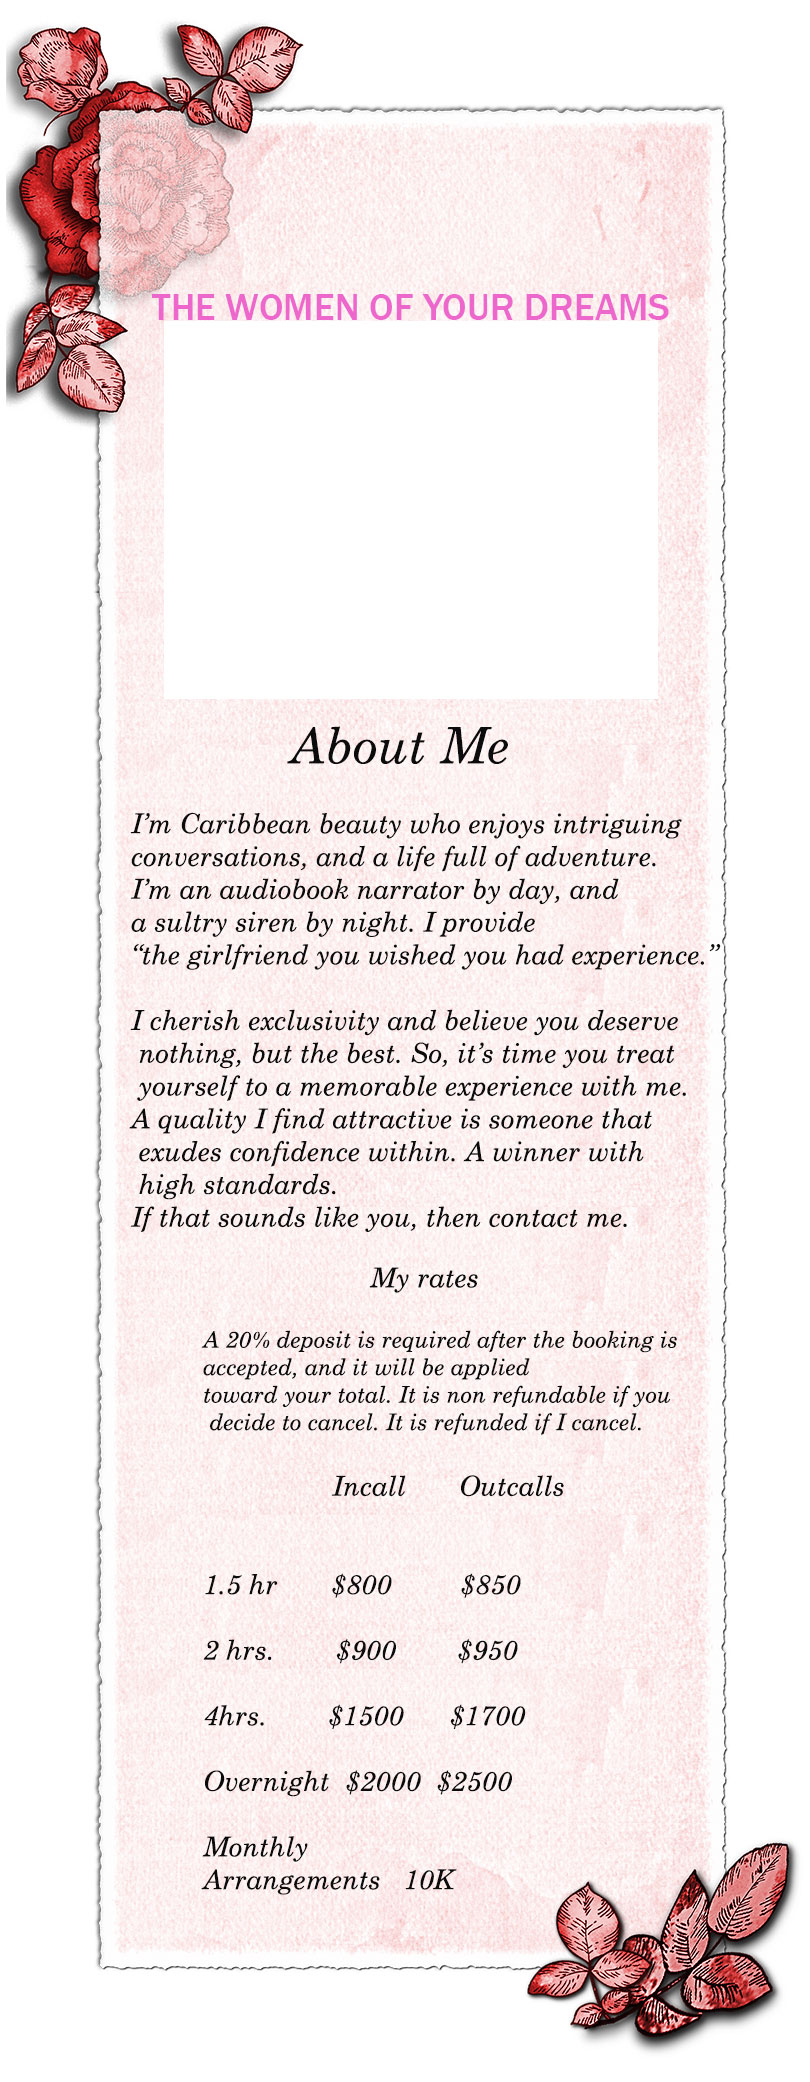 THE WOMEN OF YOUR DREAMS
About Me
I’m Caribbean beauty who enjoys intriguing
conversations, and a life full of adventure.
I’m an audiobook narrator by day, and
a sultry siren by night. I provide
“the girlfriend you wished you had experience.”
I cherish exclusivity and believe you deserve
nothing, but the best. So, it’s time you treat
yourself to a memorable experience with me.
A quality I find attractive is someone that
exudes confidence within. A winner with
high standards.
If that sounds like you, then contact me.
My rates
A 20% deposit is required after the booking is
accepted, and it will be applied
toward your total. It is non refundable if you
decide to cancel. It is refunded if I cancel.
Incall Outcalls
1.5 hr $800 $850
2 hrs. $900 $950
4hrs. $1500 $1700
Overnight $2000 $2500
Monthly
Arrangements 10K